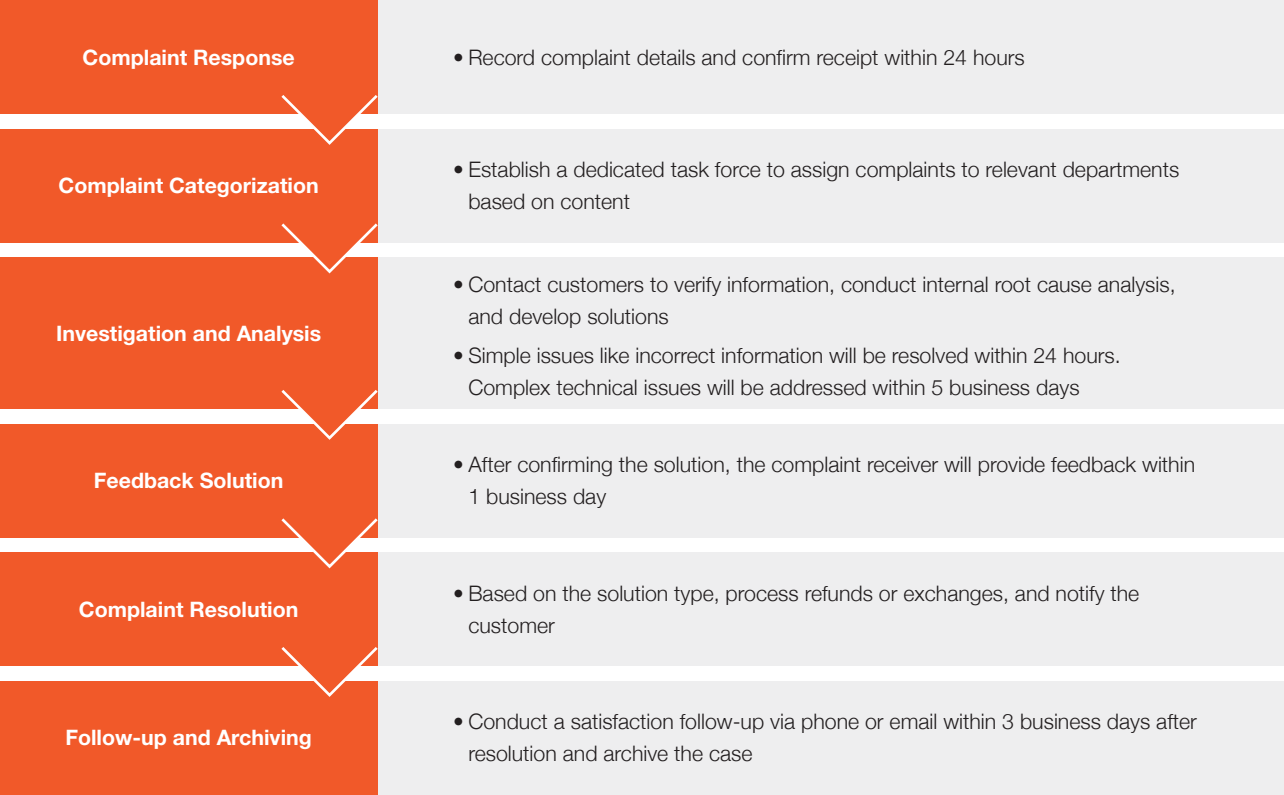 Complaint Response
• Record complaint details and confirm receipt within 24 hours
Complaint Categorization
• Establish a dedicated task force to assign complaints to relevant departments
based on content
Investigation and Analysis
• Contact customers to verify information, conduct internal root cause analysis,
and develop solutions
• Simple issues like incorrect information will be resolved within 24 hours.
Complex technical issues will be addressed within 5 business days
Feedback Solution
• After confirming the solution, the complaint receiver will provide feedback within
1 business day
Complaint Resolution
• Based on the solution type, process refunds or exchanges, and notify the
customer
Follow-up and Archiving
• Conduct a satisfaction follow-up via phone or email within 3 business days after
resolution and archive the case